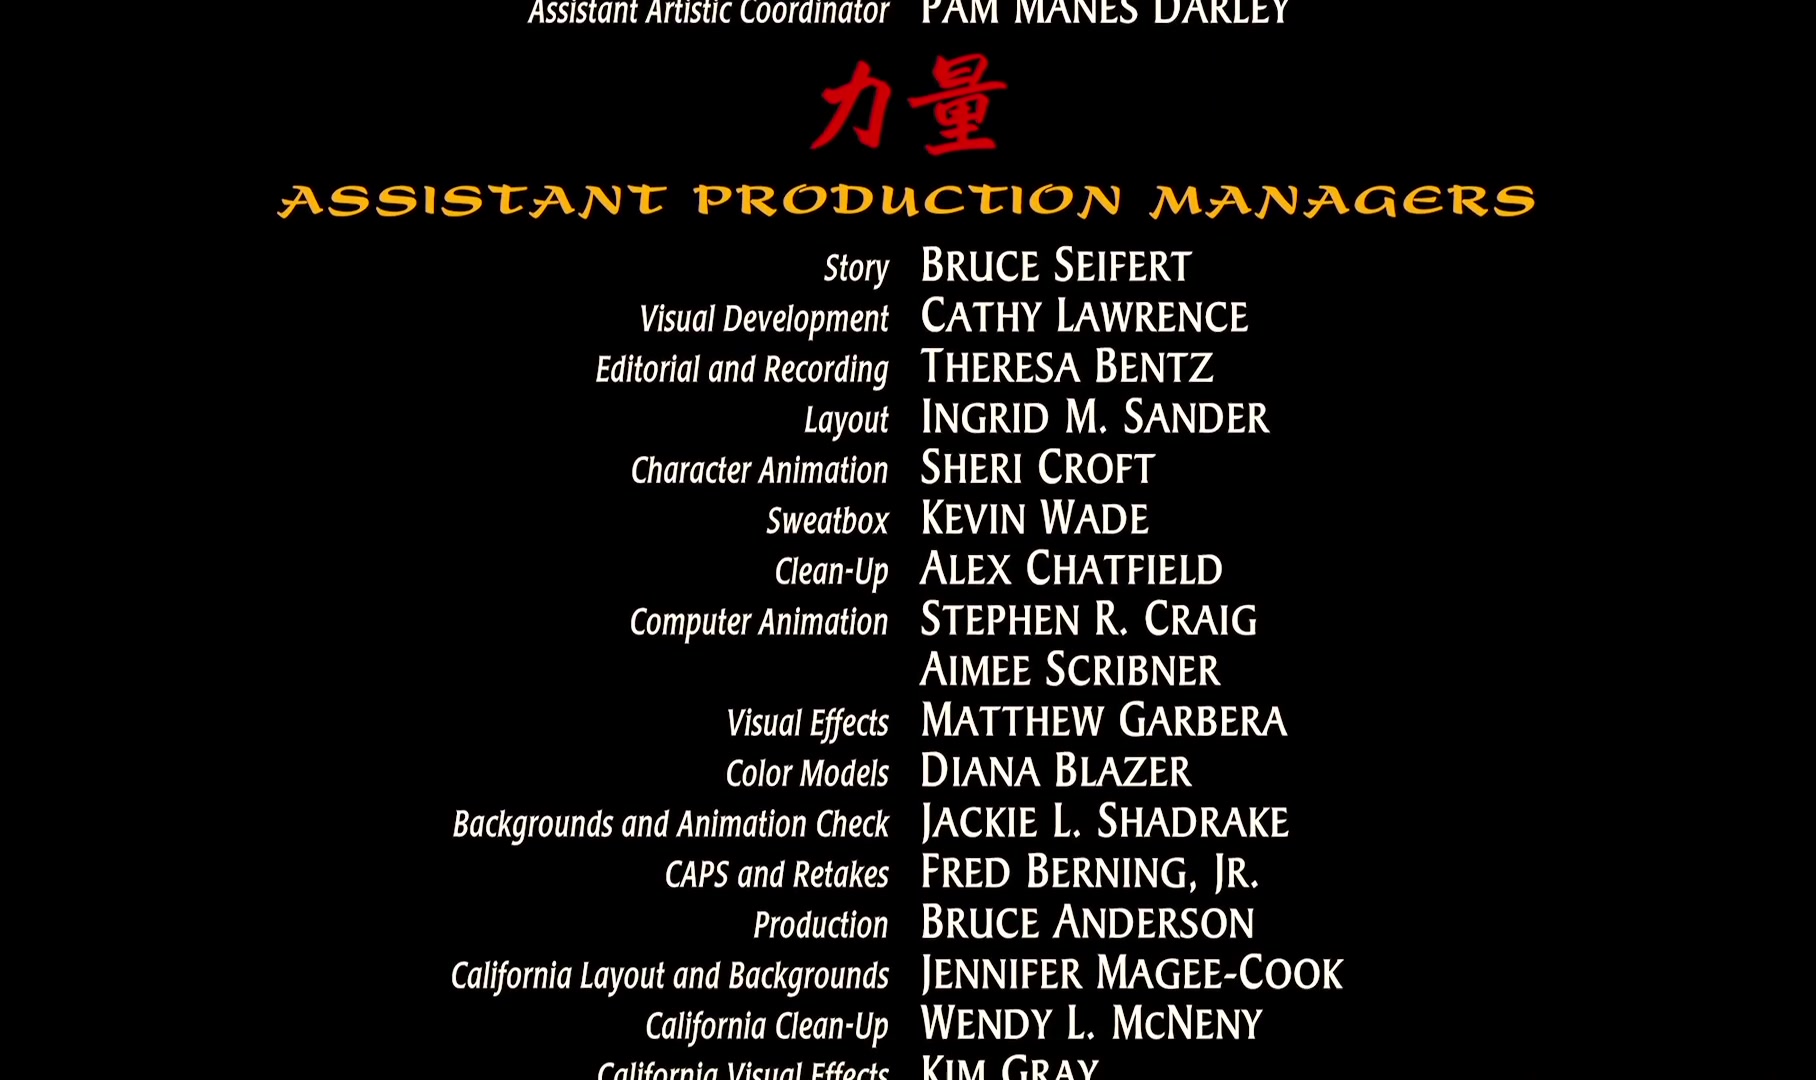 Assistant Artistic Coordinator PAM MANES DARLEY
力量
ASSISTANT PRODUCTION MANAGERS
Story BRUCE SEIFERT
Visual Development CATHY LAWRENCE
Editorial and Recording THERESA BENTZ
Layout INGRID M. SANDER
Character Animation SHERI CROFT
Sweatbox KEVIN WADE
Clean-Up ALEX CHATFIELD
Computer Animation STEPHEN R. CRAIG
AIMEE SCRIBNER
Visual Effects MATTHEW GARBERA
Color Models DIANA BLAZER
Backgrounds and Animation Check JACKIE L. SHADRAKE
CAPS and Retakes FRED BERNING, JR.
Production BRUCE ANDERSON
California Layout and Backgrounds JENNIFER MAGEE-COOK
California Clean-Up WENDY L. MCNENY
California Visual Effects KIM GRAY